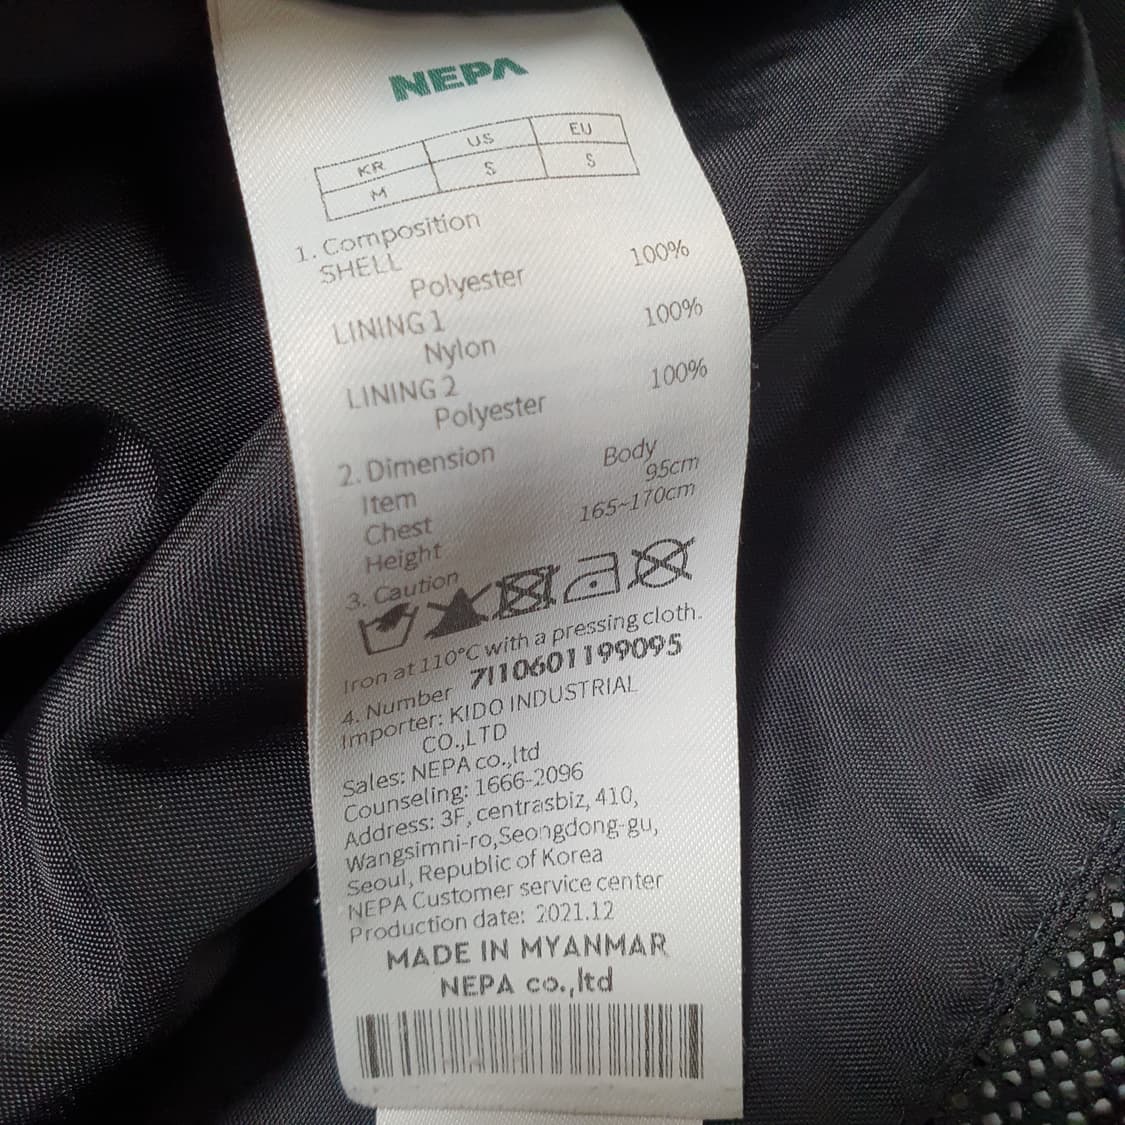 NEPA
KR US EU
M S S
1. Composition
SHELL
Polyester 100%
LINING 1
Nylon 100%
LINING 2
Polyester 100%
2. Dimension
Item Body
Chest 95cm
Height 165~170cm
3. Caution
Iron at 110°C with a pressing cloth.
4. Number 7110601199095
Importer: KIDO INDUSTRIAL
CO.,LTD
Sales: NEPA co.,ltd
Counseling: 1666-2096
Address: 3F, centrasbiz, 410,
Wangsimni-ro,Seongdong-gu,
Seoul, Republic of Korea
NEPA Customer service center
Production date: 2021.12
MADE IN MYANMAR
NEPA co.,ltd